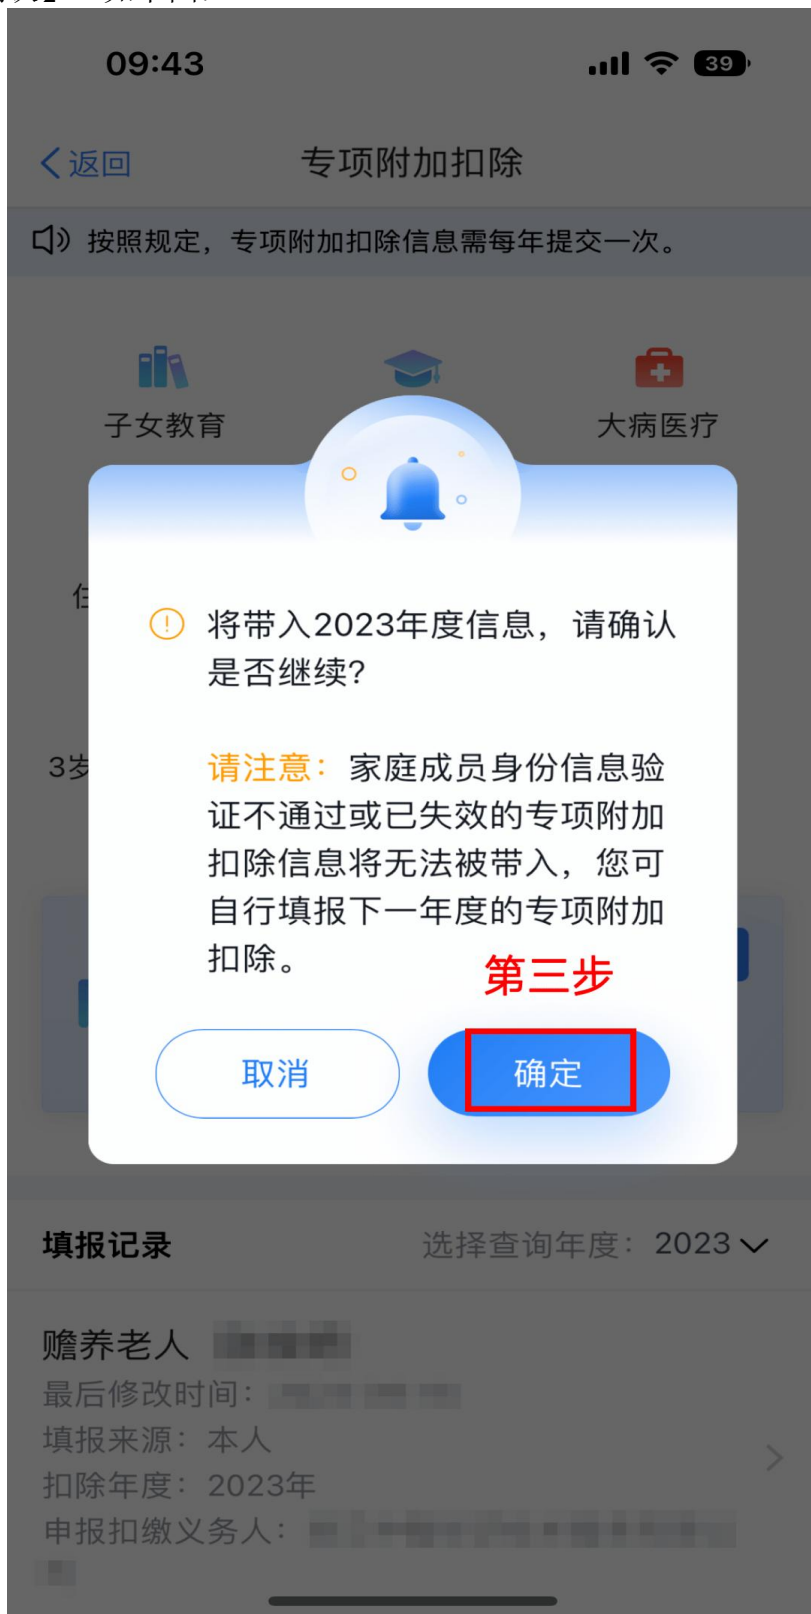 09:43
39
返回
专项附加扣除
按照规定，专项附加扣除信息需每年提交一次。
子女教育
大病医疗
将带入2023年度信息，请确认
是否继续?
请注意：家庭成员身份信息验
证不通过或已失效的专项附加
扣除信息将无法被带入，您可
自行填报下一年度的专项附加
扣除。
3岁
第三步
取消
确定
填报记录
选择查询年度：2023
赡养老人
最后修改时间：
填报来源：本人
扣除年度：2023年
申报扣缴义务人：